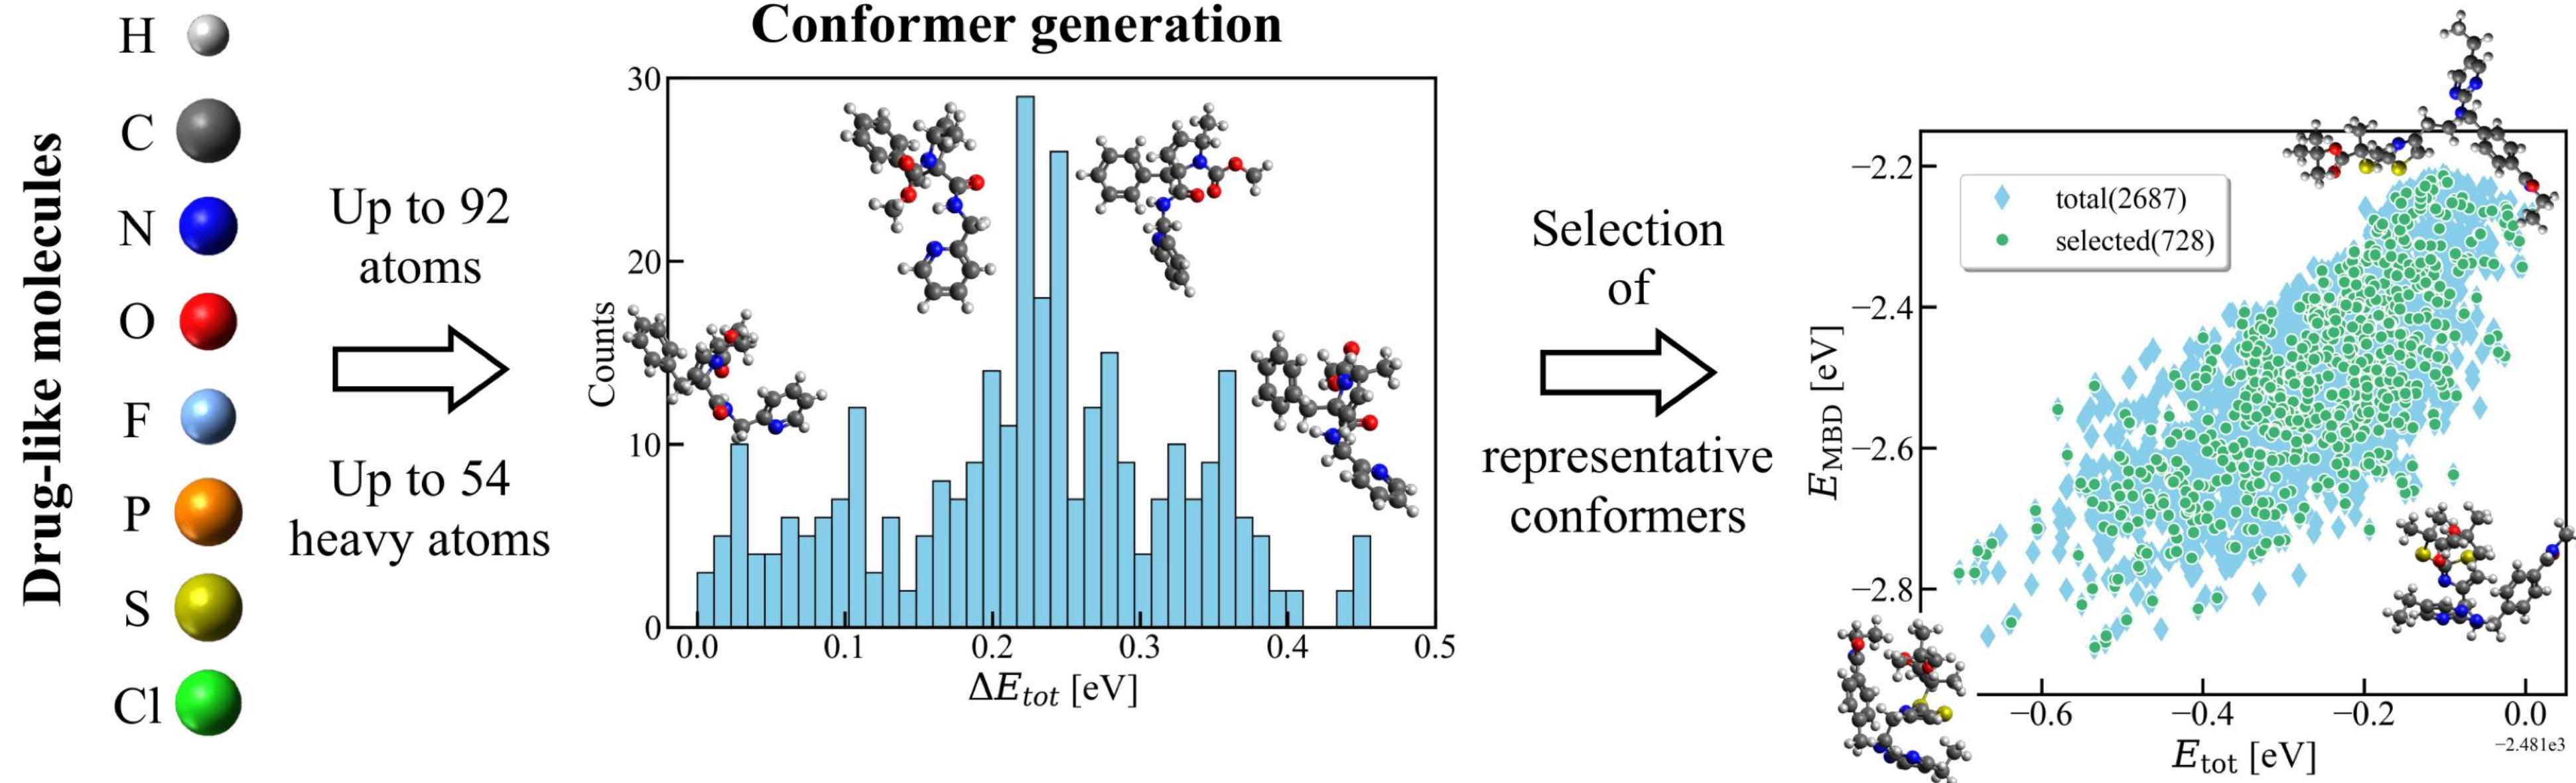 Drug-like molecules
H
C
N
O
F
P
S
Cl
Up to 92
atoms
Up to 54
heavy atoms
Conformer generation
30
20
10
0
Counts
0.0
0.1
0.2
0.3
0.4
0.5
ΔE_tot [eV]
Selection
of
representative
conformers
total(2687)
selected(728)
−2.2
−2.4
−2.6
−2.8
E_MBD [eV]
−0.6
−0.4
−0.2
0.0
−2.481e3
E_tot [eV]